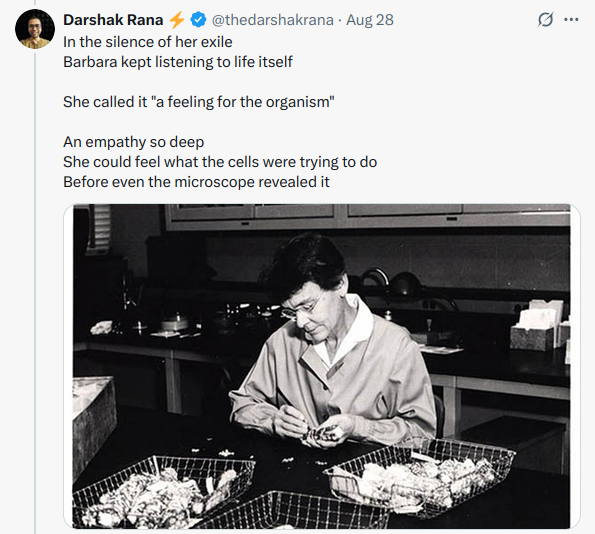 Darshak Rana ⚡ @thedarshakrana · Aug 28
In the silence of her exile
Barbara kept listening to life itself
She called it "a feeling for the organism"
An empathy so deep
She could feel what the cells were trying to do
Before even the microscope revealed it